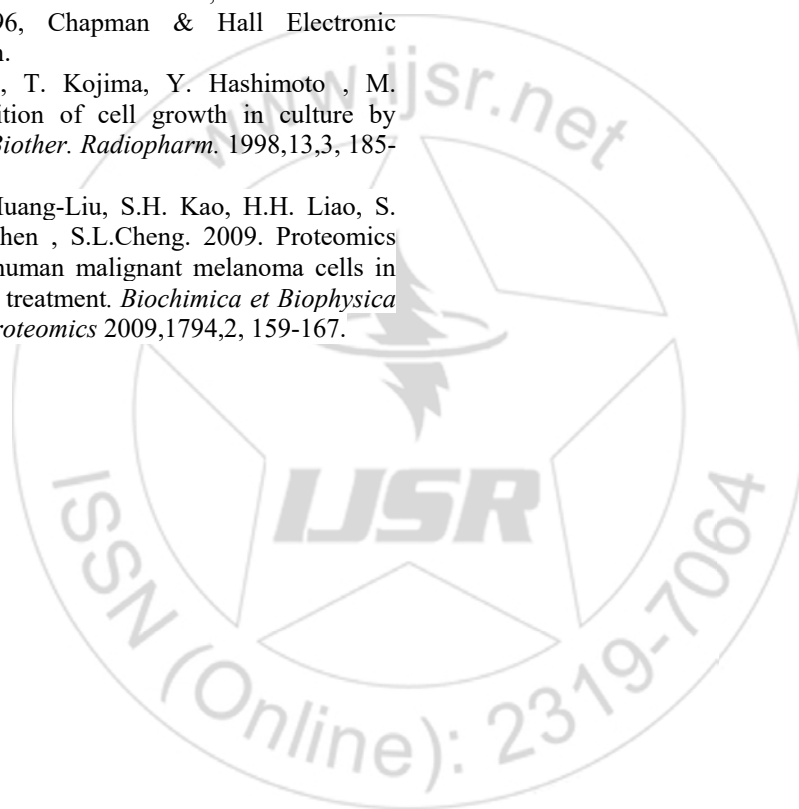 96, Chapman & Hall Electronic
n.
, T. Kojima, Y. Hashimoto , M.
ition of cell growth in culture by
Biother. Radiopharm. 1998,13,3, 185-
Huang-Liu, S.H. Kao, H.H. Liao, S.
hen , S.L.Cheng. 2009. Proteomics
human malignant melanoma cells in
treatment. Biochimica et Biophysica
roteomics 2009,1794,2, 159-167.
www.ijsr.net
IJSR
ISSN (Online): 2319-7064